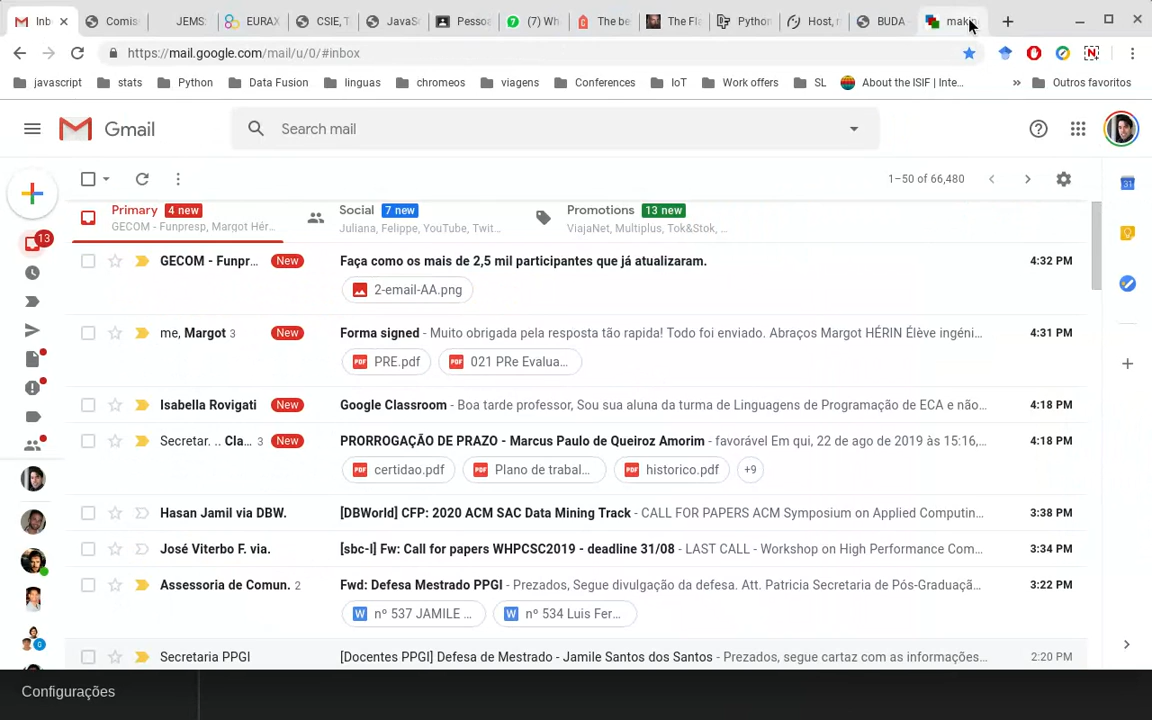 Inb
Comis
JEMS
EURAX
CSIE, T
JavaS
Pessoa
(7) Wh
The be
The Fla
Python
Host, n
BUDA
making
https://mail.google.com/mail/u/0/#inbox
javascript stats Python Data Fusion linguas chromeos viagens Conferences IoT Work offers SL About the ISIF | Inte... » Outros favoritos
Gmail
Search mail
1–50 of 66,480
Primary 4 new
GECOM - Funpresp, Margot Hér...
Social 7 new
Juliana, Felippe, YouTube, Twit...
Promotions 13 new
ViajaNet, Multiplus, Tok&Stok, ...
13
GECOM - Funpr... New Faça como os mais de 2,5 mil participantes que já atualizaram. 4:32 PM
2-email-AA.png
me, Margot 3 New Forma signed - Muito obrigada pela resposta tão rapida! Todo foi enviado. Abraços Margot HÉRIN Élève ingéni... 4:31 PM
PDF PRE.pdf PDF 021 PRe Evalua...
Isabella Rovigati New Google Classroom - Boa tarde professor, Sou sua aluna da turma de Linguagens de Programação de ECA e não... 4:18 PM
Secretar. .. Cla... 3 New PRORROGAÇÃO DE PRAZO - Marcus Paulo de Queiroz Amorim - favorável Em qui, 22 de ago de 2019 às 15:16,... 4:18 PM
PDF certidao.pdf PDF Plano de trabal... PDF historico.pdf +9
Hasan Jamil via DBW. [DBWorld] CFP: 2020 ACM SAC Data Mining Track - CALL FOR PAPERS ACM Symposium on Applied Computin... 3:38 PM
José Viterbo F. via. [sbc-l] Fw: Call for papers WHPCSC2019 - deadline 31/08 - LAST CALL - Workshop on High Performance Com... 3:34 PM
Assessoria de Comun. 2 Fwd: Defesa Mestrado PPGI - Prezados, Segue divulgação da defesa. Att. Patricia Secretaria de Pós-Graduaçã... 3:22 PM
W nº 537 JAMILE ... W nº 534 Luis Fer...
Secretaria PPGI [Docentes PPGI] Defesa de Mestrado - Jamile Santos dos Santos - Prezados, segue cartaz com as informações... 2:20 PM
Configurações